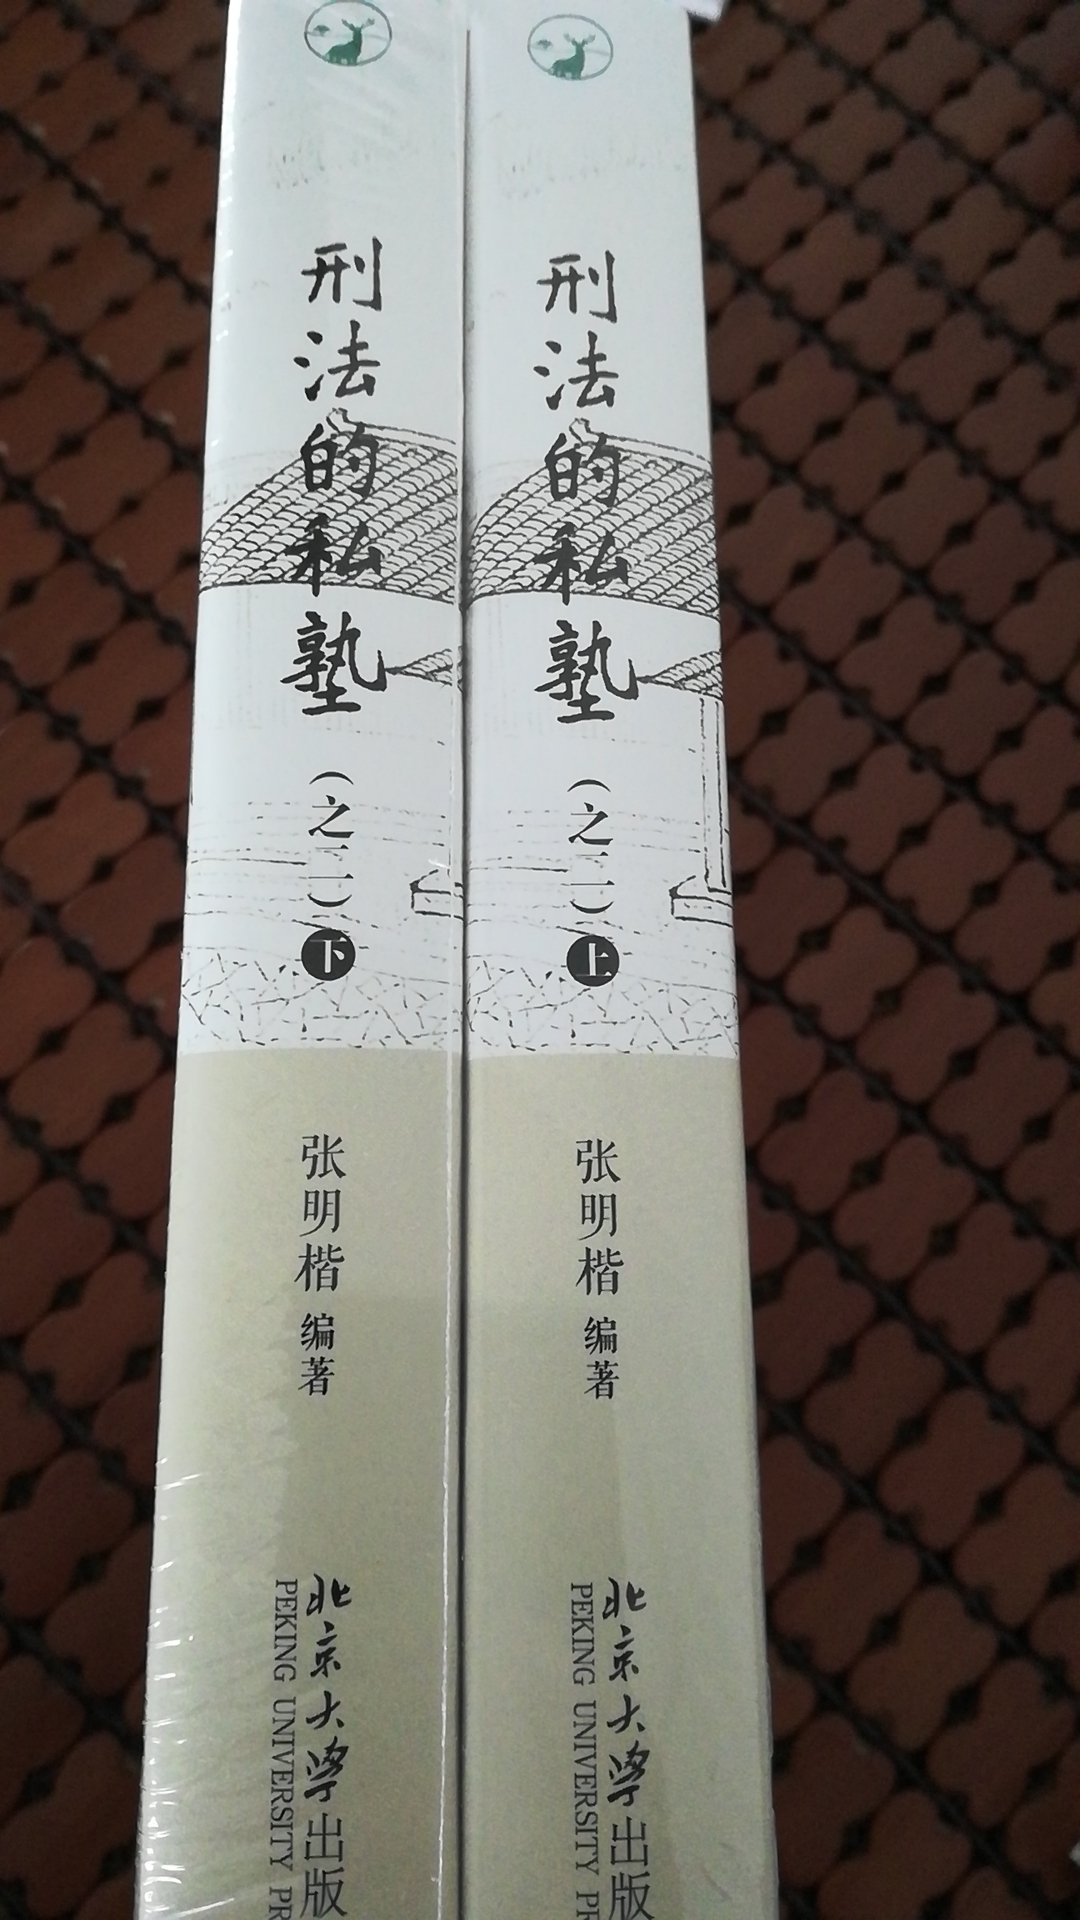 刑法的私塾
（之二）
下
张明楷 编著
北京大学出版
PEKING UNIVERSITY PR
刑法的私塾
（之二）
上
张明楷 编著
北京大学出版
PEKING UNIVERSITY PR